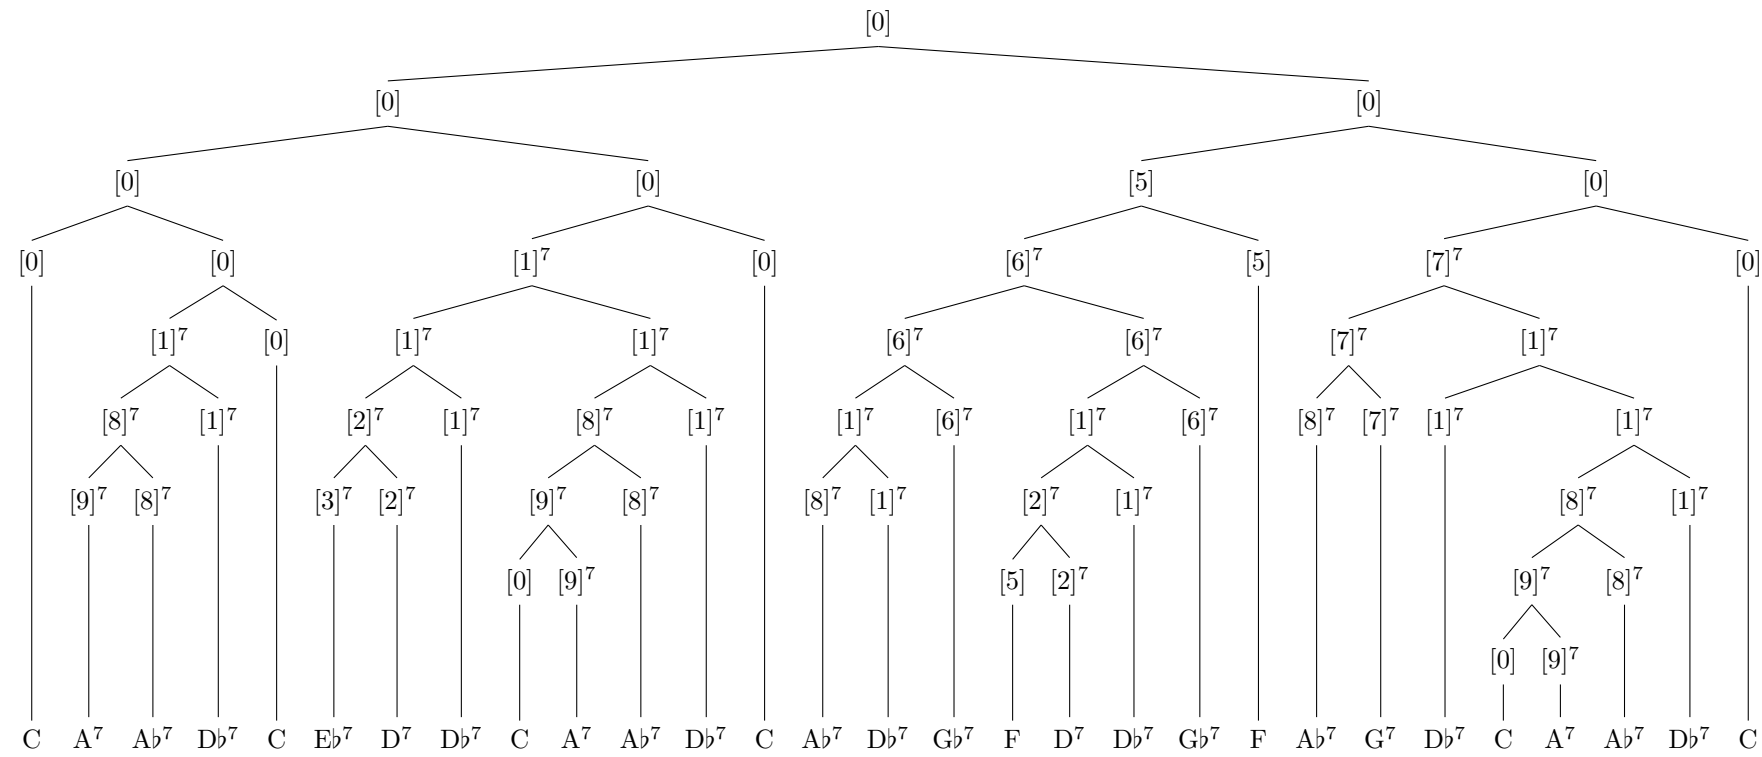 [0]
[0] [0]
[0] [0] [5] [0]
[0] [0] [1]⁷ [0] [6]⁷ [5] [7]⁷ [0]
[1]⁷ [0] [1]⁷ [1]⁷ [6]⁷ [6]⁷ [7]⁷ [1]⁷
[8]⁷ [1]⁷ [2]⁷ [1]⁷ [8]⁷ [1]⁷ [1]⁷ [6]⁷ [1]⁷ [6]⁷ [8]⁷ [7]⁷ [1]⁷ [1]⁷
[9]⁷ [8]⁷ [3]⁷ [2]⁷ [9]⁷ [8]⁷ [8]⁷ [1]⁷ [2]⁷ [1]⁷ [8]⁷ [1]⁷
[0] [9]⁷ [5] [2]⁷ [9]⁷ [8]⁷
[0] [9]⁷
C A⁷ A♭⁷ D♭⁷ C E♭⁷ D⁷ D♭⁷ C A⁷ A♭⁷ D♭⁷ C A♭⁷ D♭⁷ G♭⁷ F D⁷ D♭⁷ G♭⁷ F A♭⁷ G⁷ D♭⁷ C A⁷ A♭⁷ D♭⁷ C